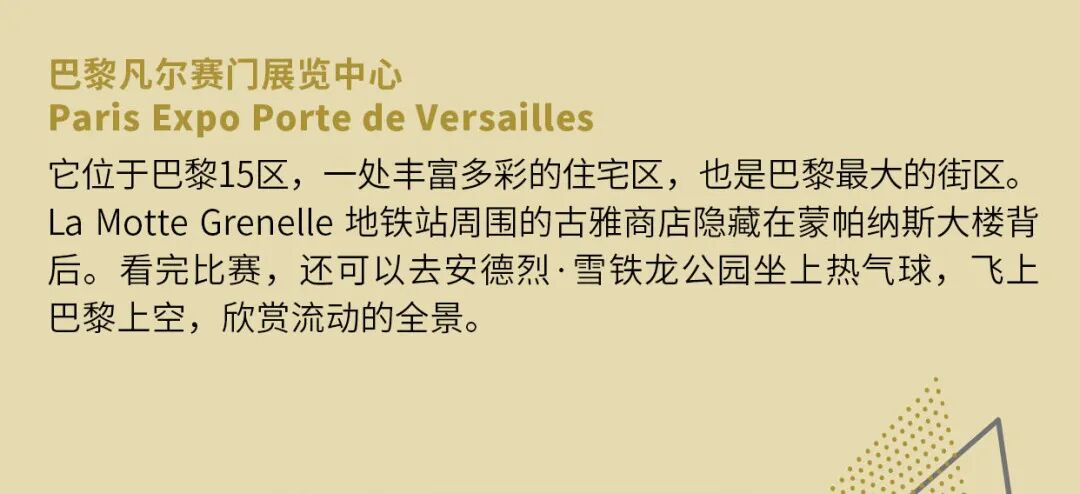 巴黎凡尔赛门展览中心
Paris Expo Porte de Versailles
它位于巴黎15区，一处丰富多彩的住宅区，也是巴黎最大的街区。
La Motte Grenelle 地铁站周围的古雅商店隐藏在蒙帕纳斯大楼背
后。看完比赛，还可以去安德烈·雪铁龙公园坐上热气球，飞上
巴黎上空，欣赏流动的全景。